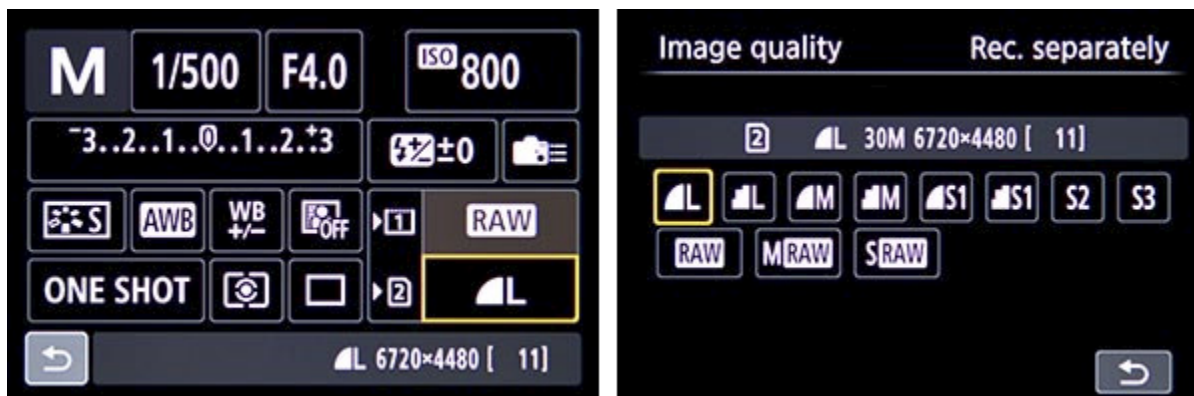 M 1/500 F4.0 ISO 800
-3..2..1..0..1..2.+3 ±0
S AWB WB +/- OFF 1 RAW
ONE SHOT 2 L
L 6720×4480 [ 11]
Image quality Rec. separately
2 L 30M 6720×4480 [ 11]
L L M M S1 S1 S2 S3
RAW M RAW S RAW